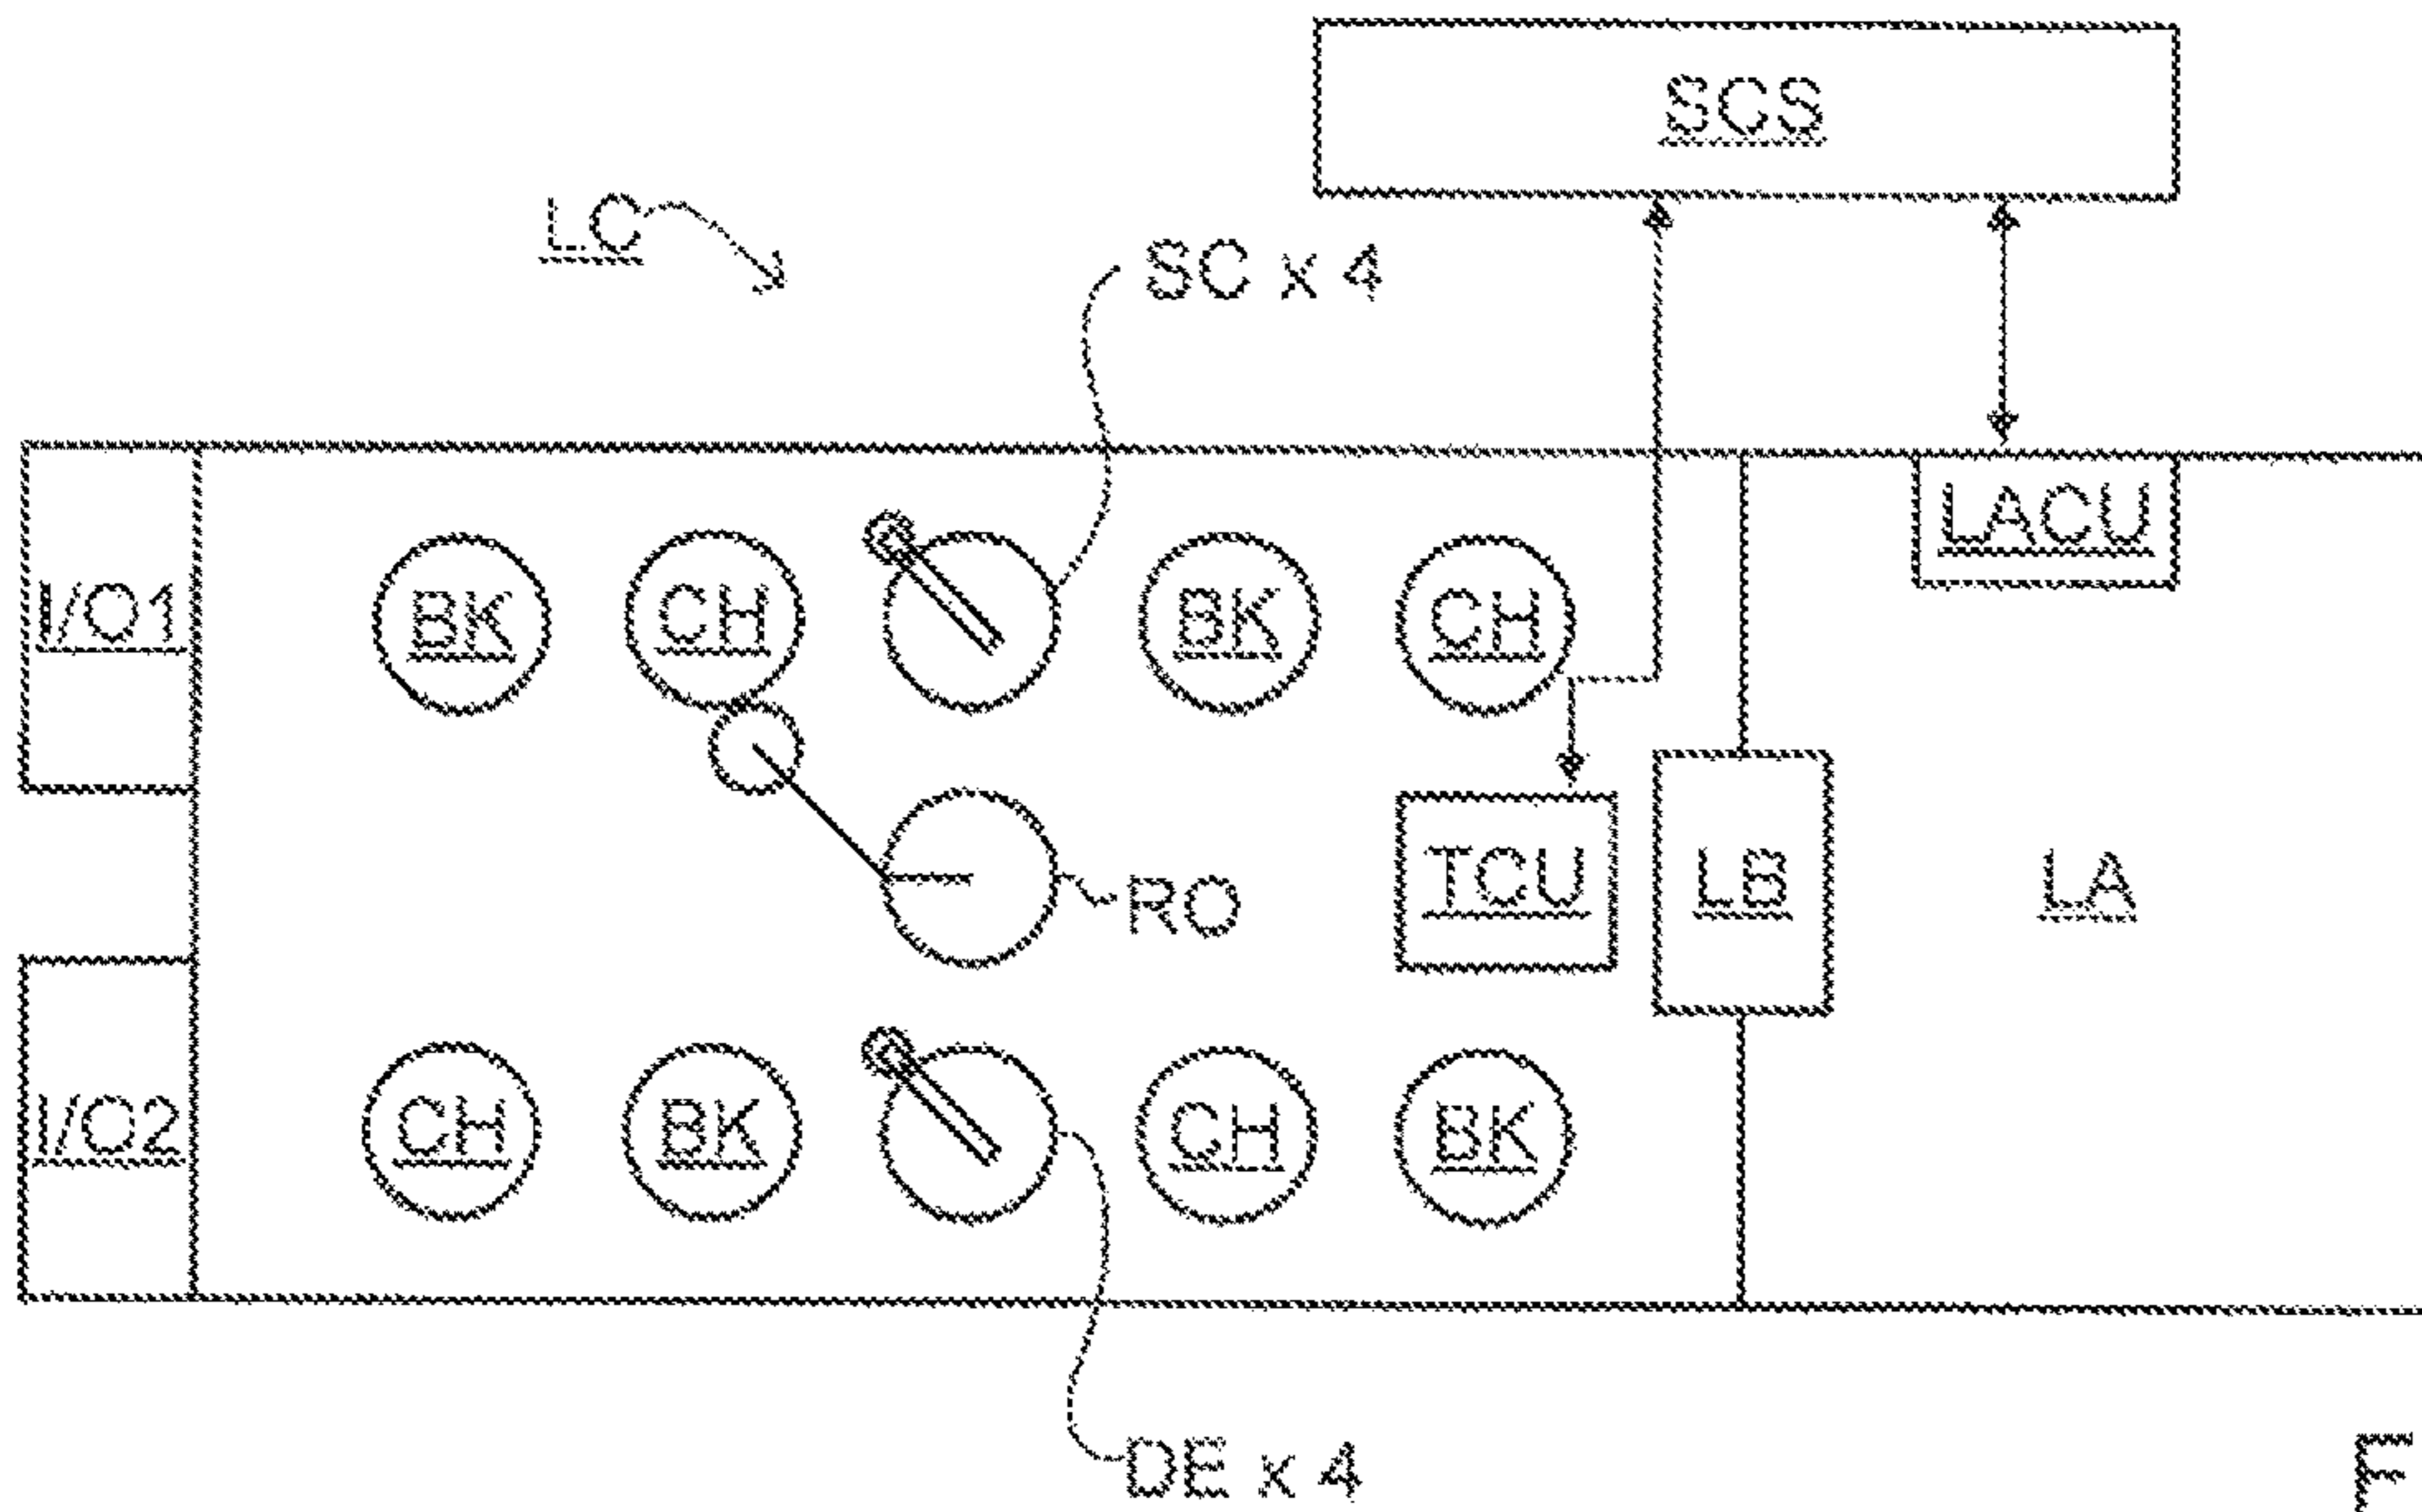 SCS
LC
SC x 4
LACU
I/O1
BK
CH
BK
CH
RO
TCU
LB
LA
I/O2
CH
BK
CH
BK
DE x 4
F